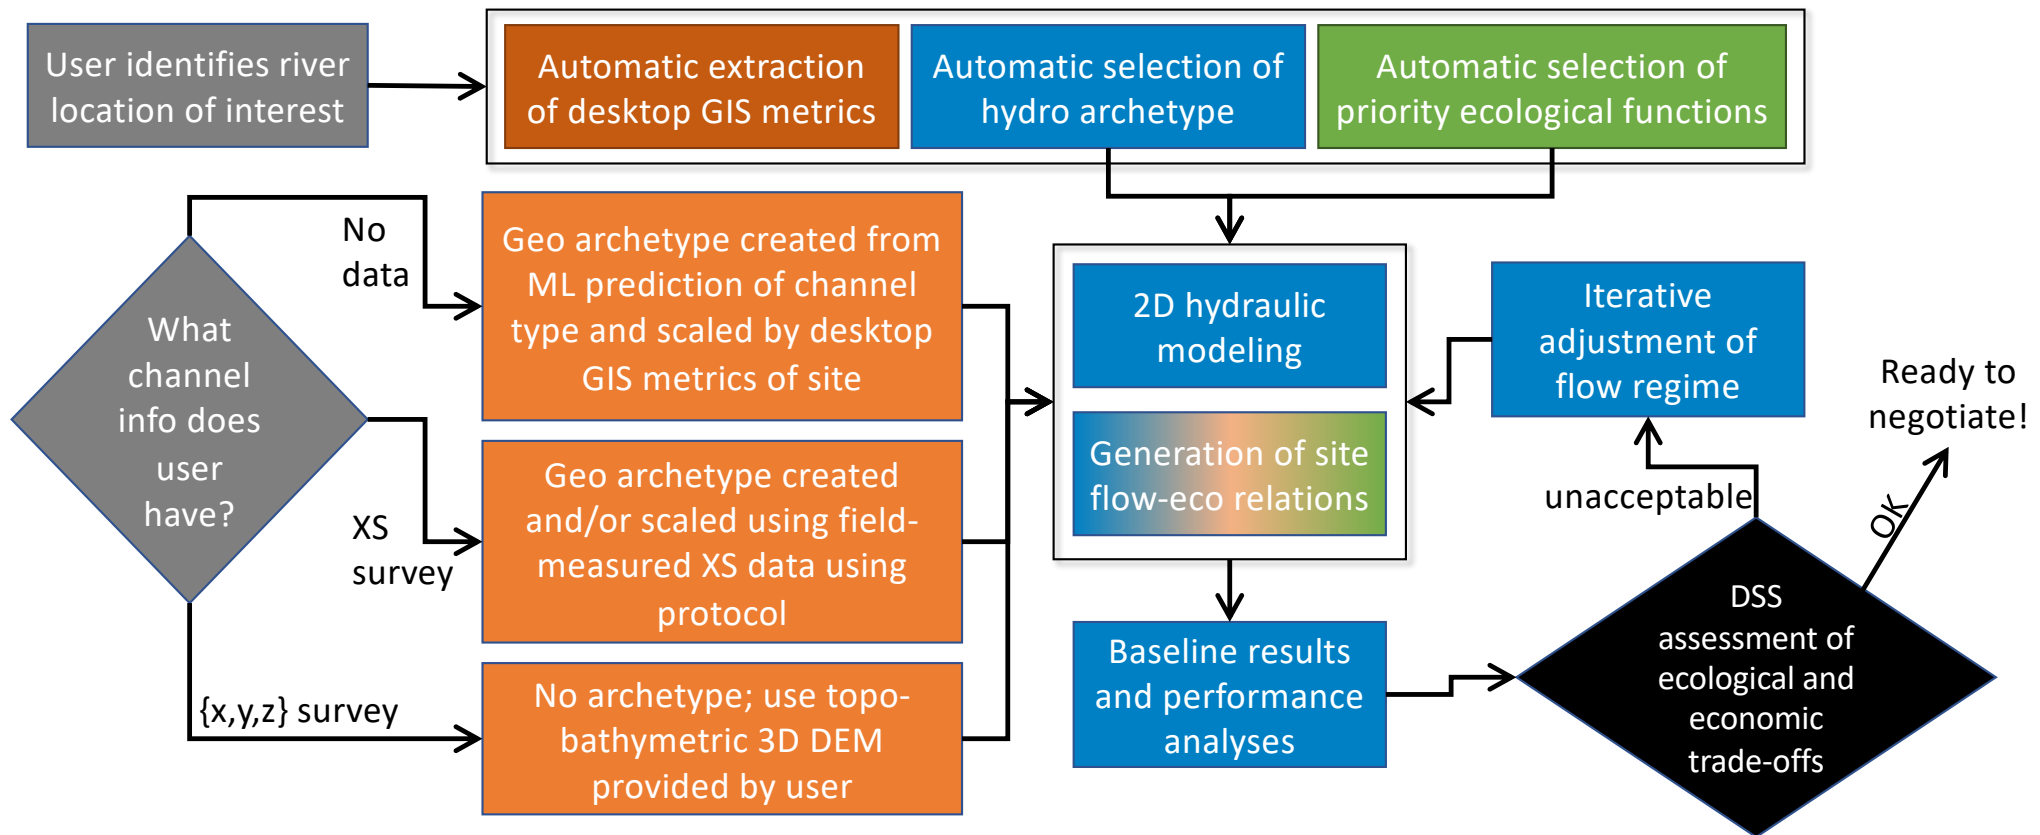 User identifies river
location of interest
Automatic extraction
of desktop GIS metrics
Automatic selection of
hydro archetype
Automatic selection of
priority ecological functions
What
channel
info does
user
have?
No
data
XS
survey
{x,y,z} survey
Geo archetype created from
ML prediction of channel
type and scaled by desktop
GIS metrics of site
Geo archetype created
and/or scaled using field-
measured XS data using
protocol
No archetype; use topo-
bathymetric 3D DEM
provided by user
2D hydraulic
modeling
Generation of site
flow-eco relations
Baseline results
and performance
analyses
Iterative
adjustment of
flow regime
unacceptable
DSS
assessment of
ecological and
economic
trade-offs
OK
Ready to
negotiate!